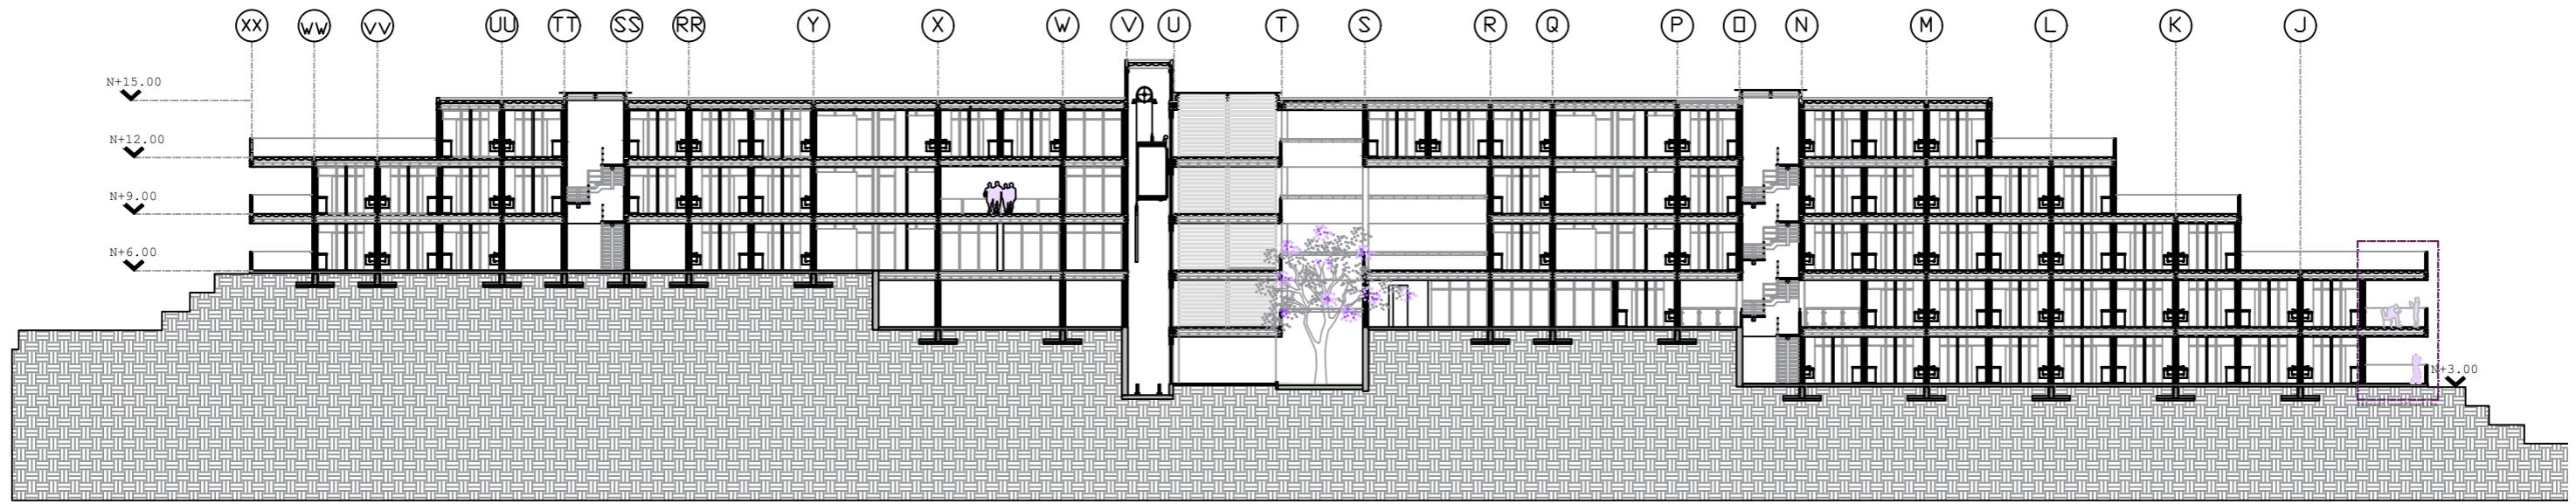 XX WW VV UU TT SS RR Y X W V U T S R Q P O N M L K J
N+15.00
N+12.00
N+9.00
N+6.00
N+3.00